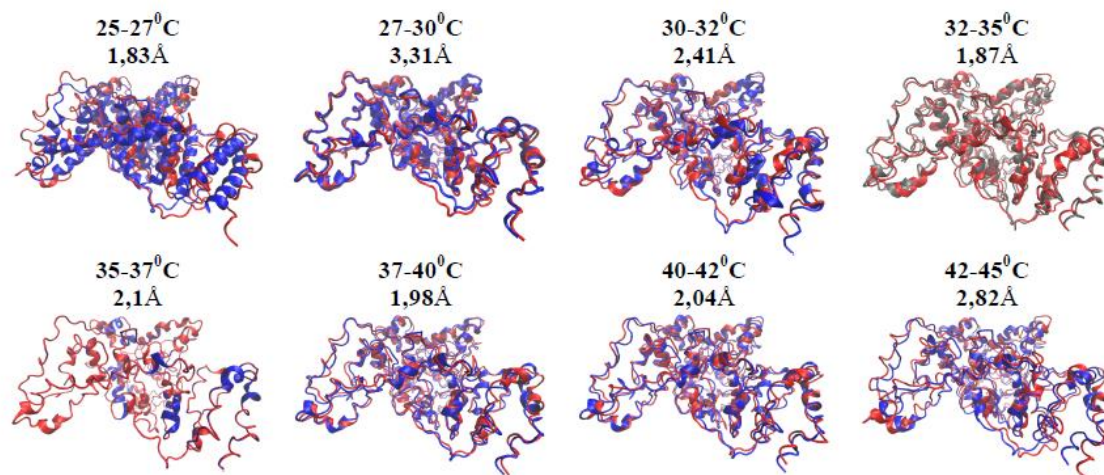 25-27⁰C
1,83Å
27-30⁰C
3,31Å
30-32⁰C
2,41Å
32-35⁰C
1,87Å
35-37⁰C
2,1Å
37-40⁰C
1,98Å
40-42⁰C
2,04Å
42-45⁰C
2,82Å